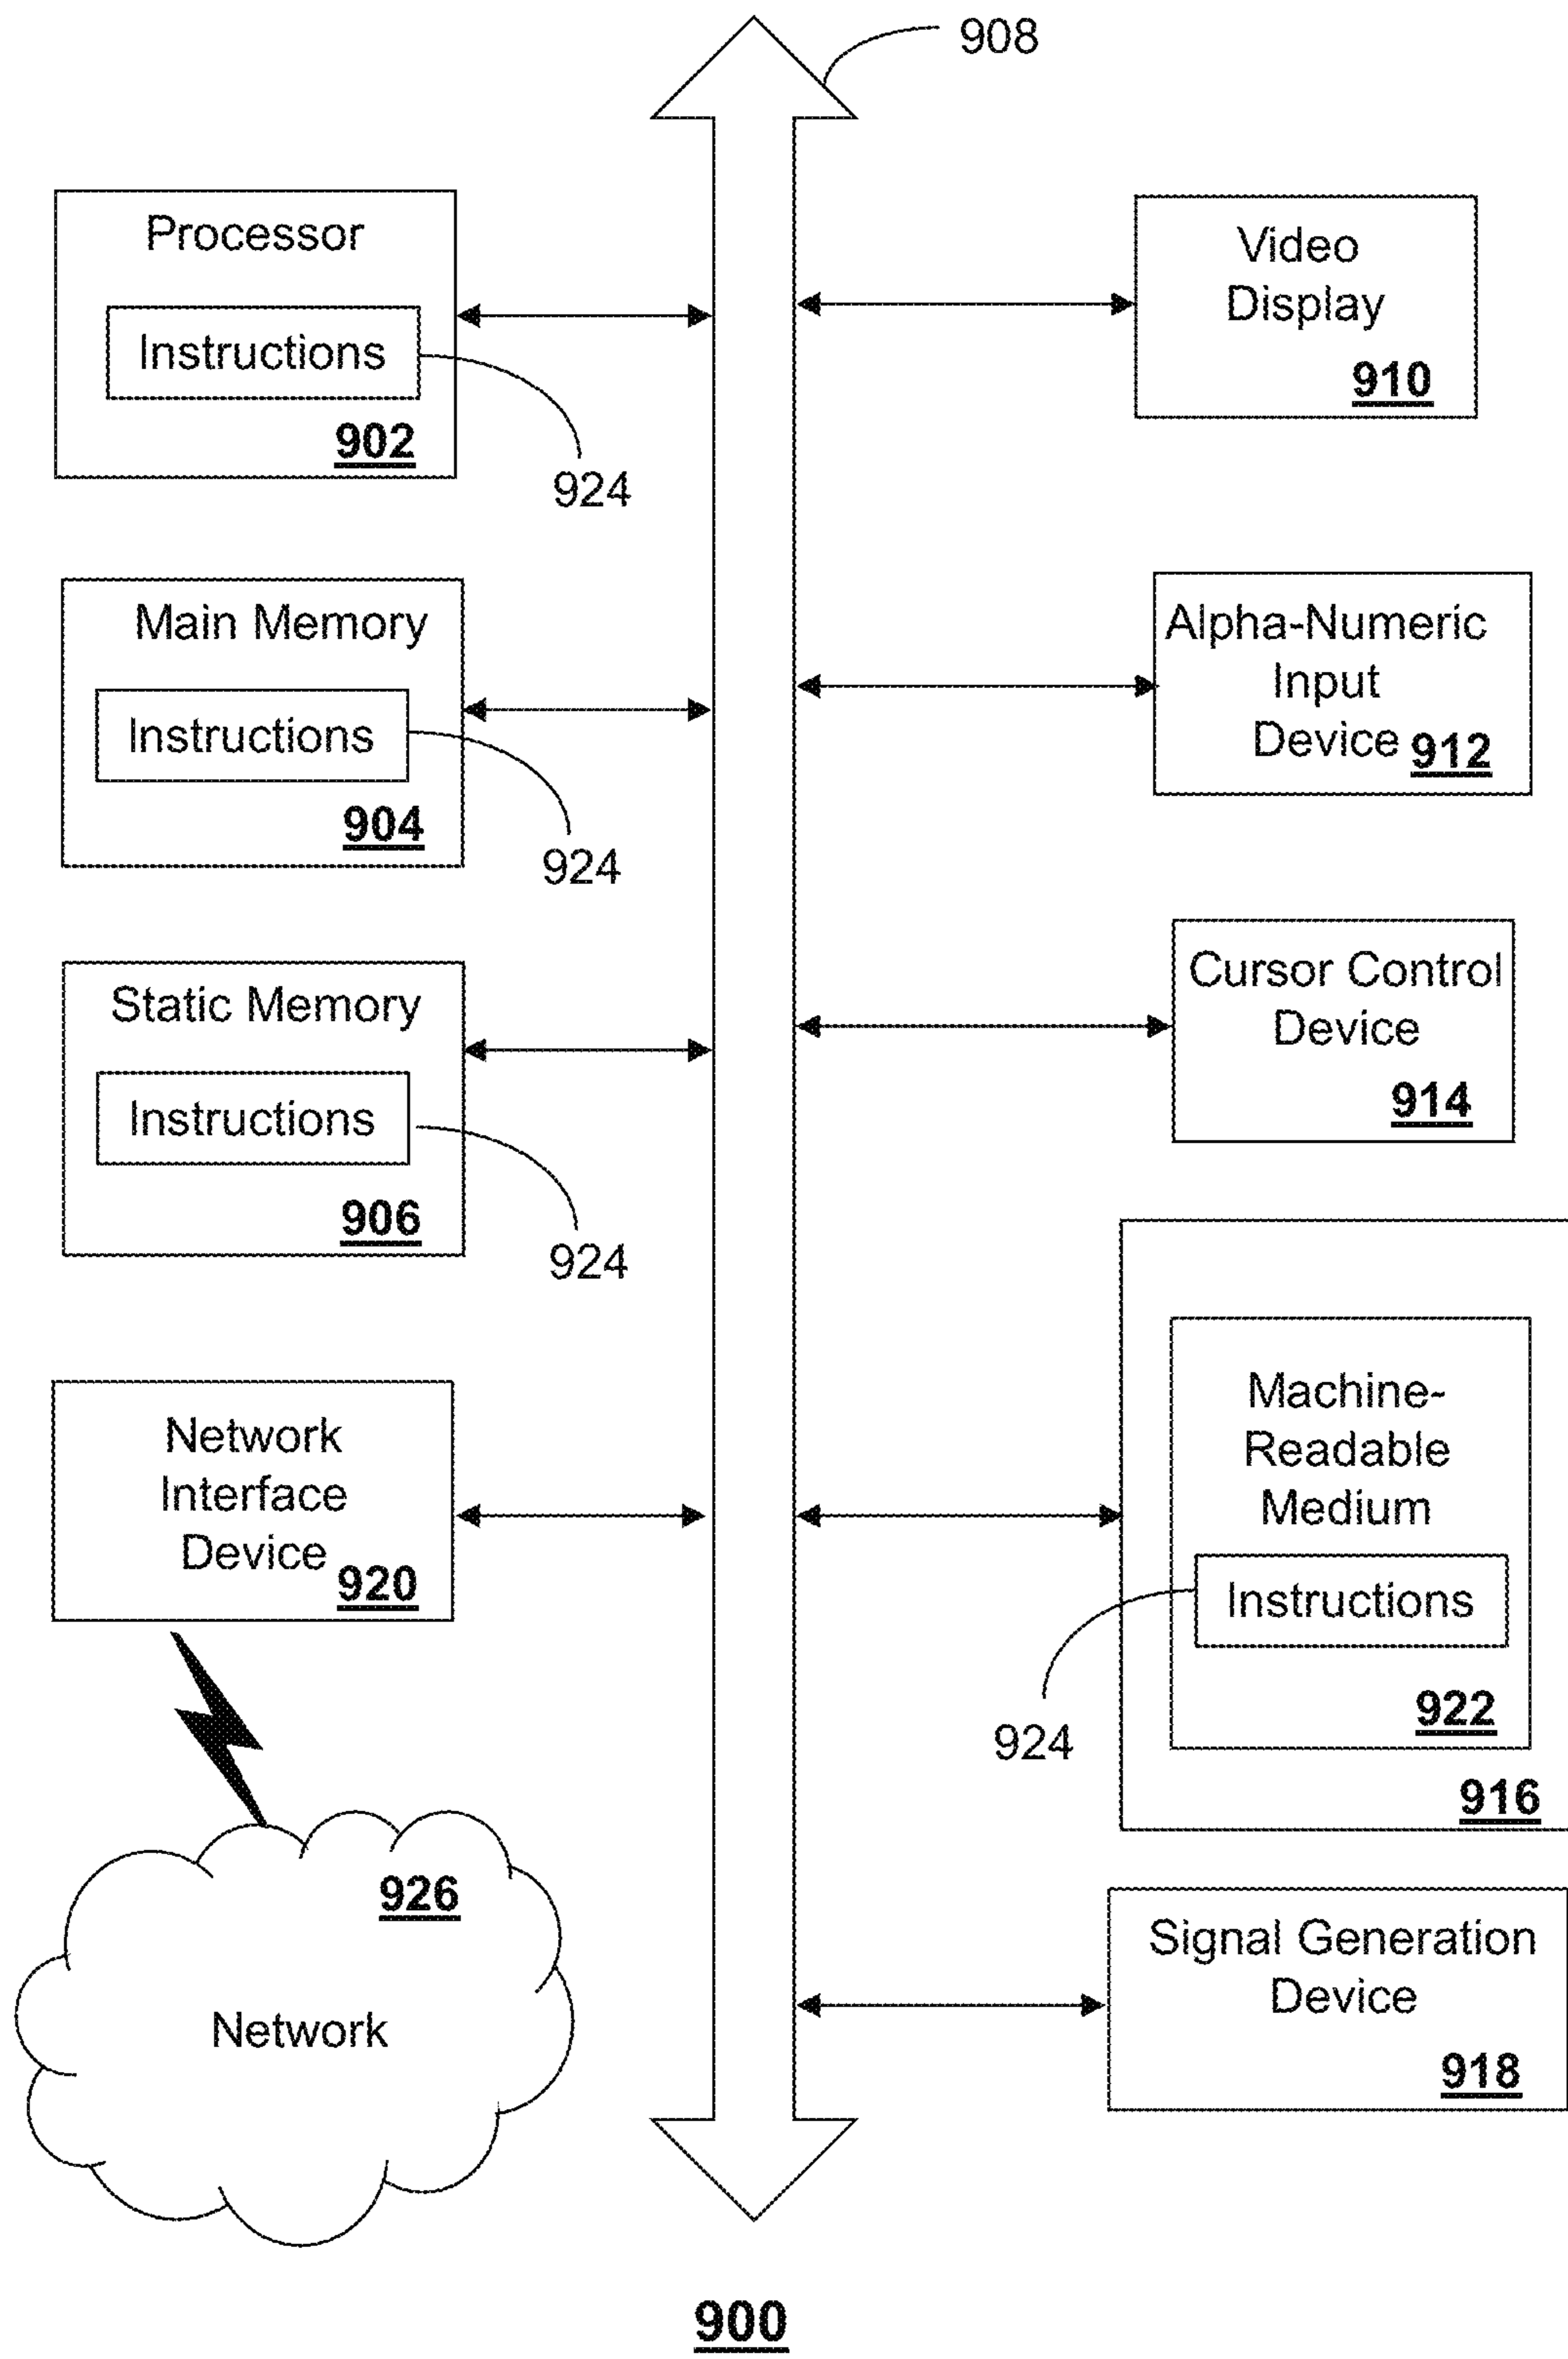 908
Processor
Instructions
902
924
Main Memory
Instructions
904
924
Static Memory
Instructions
906
924
Network
Interface
Device
920
926
Network
Video
Display
910
Alpha-Numeric
Input
Device
912
Cursor Control
Device
914
Machine-
Readable
Medium
Instructions
922
924
916
Signal Generation
Device
918
900